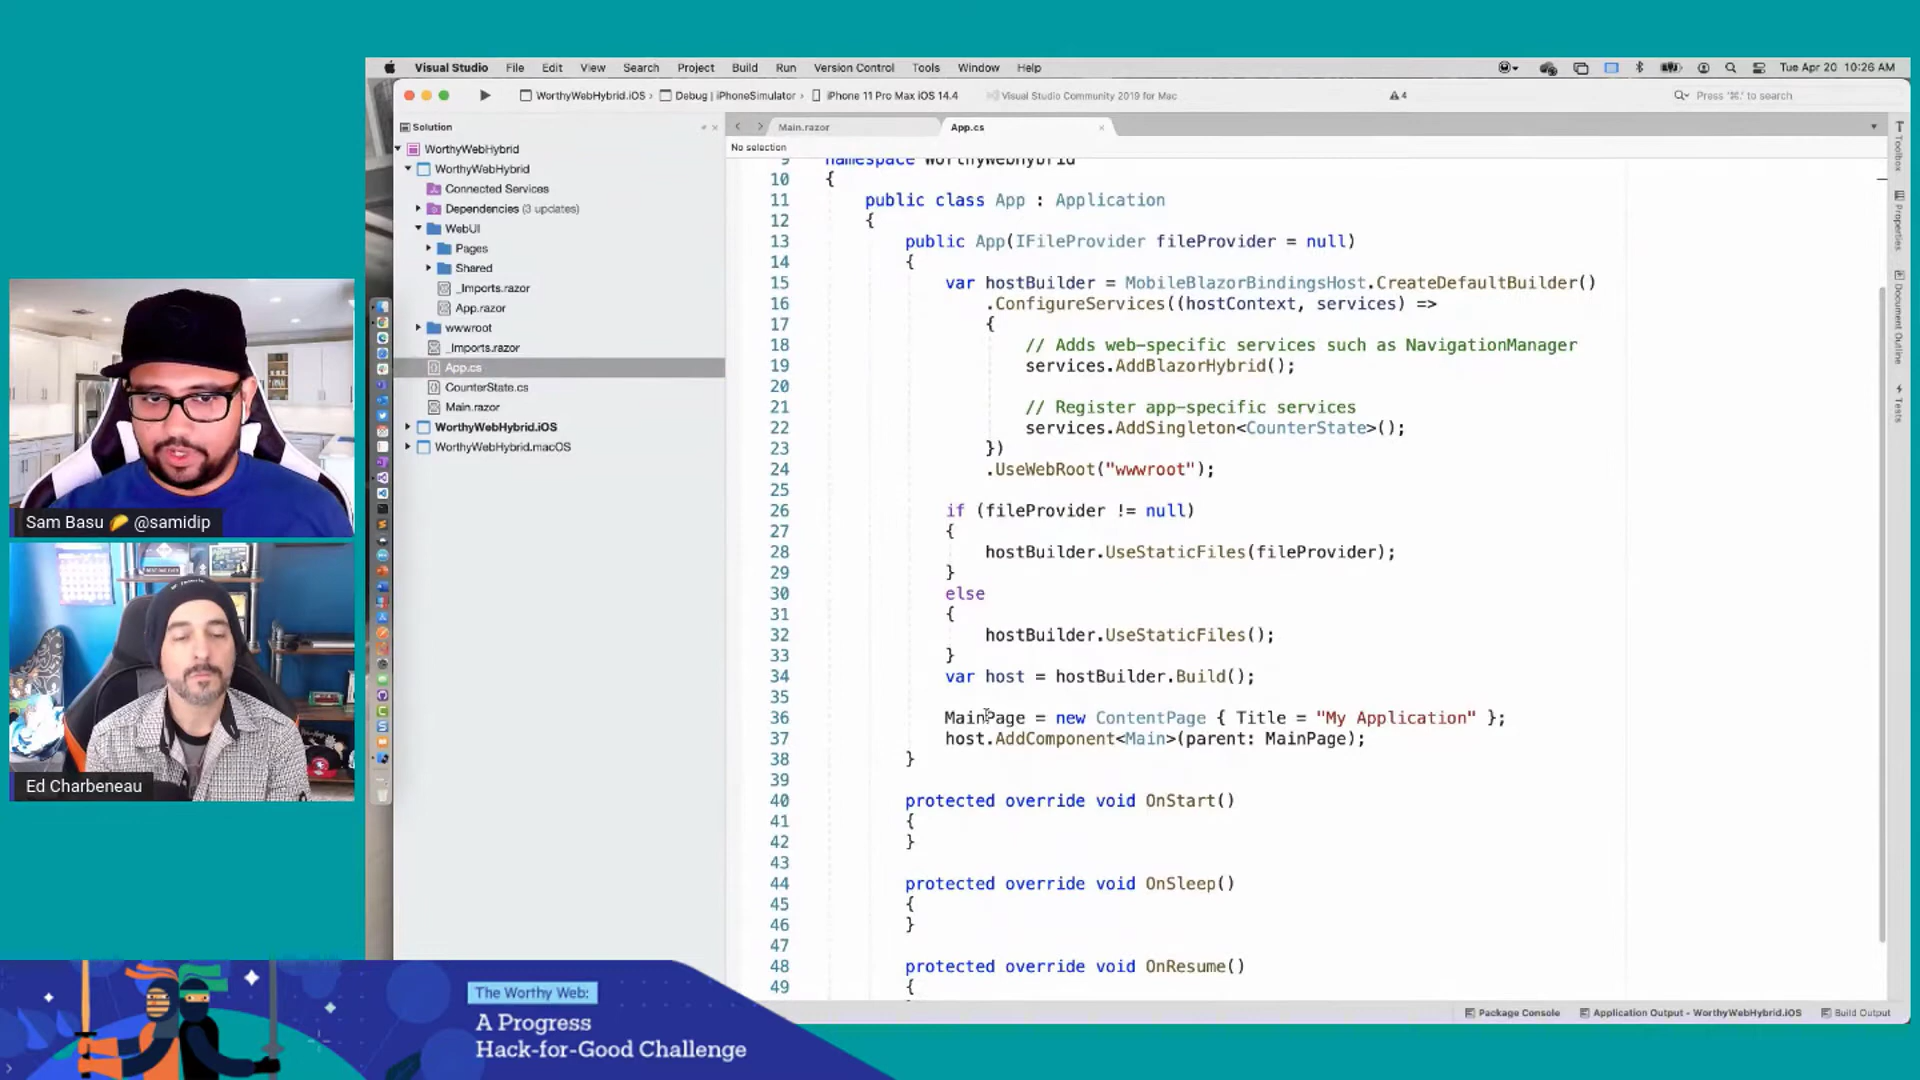 Visual Studio File Edit View Search Project Build Run Version Control Tools Window Help Tue Apr 20 10:26 AM
WorthyWebHybrid.iOS Debug | iPhoneSimulator iPhone 11 Pro Max iOS 14.4 Visual Studio Community 2019 for Mac 4 Press '⌘.' to search
Solution
WorthyWebHybrid
WorthyWebHybrid
Connected Services
Dependencies (3 updates)
WebUI
Pages
Shared
_Imports.razor
App.razor
wwwroot
_Imports.razor
App.cs
CounterState.cs
Main.razor
WorthyWebHybrid.iOS
WorthyWebHybrid.macOS
Main.razor App.cs
No selection
9 namespace WorthyWebHybrid
10 {
11 public class App : Application
12 {
13 public App(IFileProvider fileProvider = null)
14 {
15 var hostBuilder = MobileBlazorBindingsHost.CreateDefaultBuilder()
16 .ConfigureServices((hostContext, services) =>
17 {
18 // Adds web-specific services such as NavigationManager
19 services.AddBlazorHybrid();
20
21 // Register app-specific services
22 services.AddSingleton<CounterState>();
23 })
24 .UseWebRoot("wwwroot");
25
26 if (fileProvider != null)
27 {
28 hostBuilder.UseStaticFiles(fileProvider);
29 }
30 else
31 {
32 hostBuilder.UseStaticFiles();
33 }
34 var host = hostBuilder.Build();
35
36 MainPage = new ContentPage { Title = "My Application" };
37 host.AddComponent<Main>(parent: MainPage);
38 }
39
40 protected override void OnStart()
41 {
42 }
43
44 protected override void OnSleep()
45 {
46 }
47
48 protected override void OnResume()
49 {
Toolbox
Properties
Document Outline
Tests
Package Console Application Output - WorthyWebHybrid.iOS Build Output
Sam Basu 🌮 @samidip
Ed Charbeneau
The Worthy Web:
A Progress
Hack-for-Good Challenge